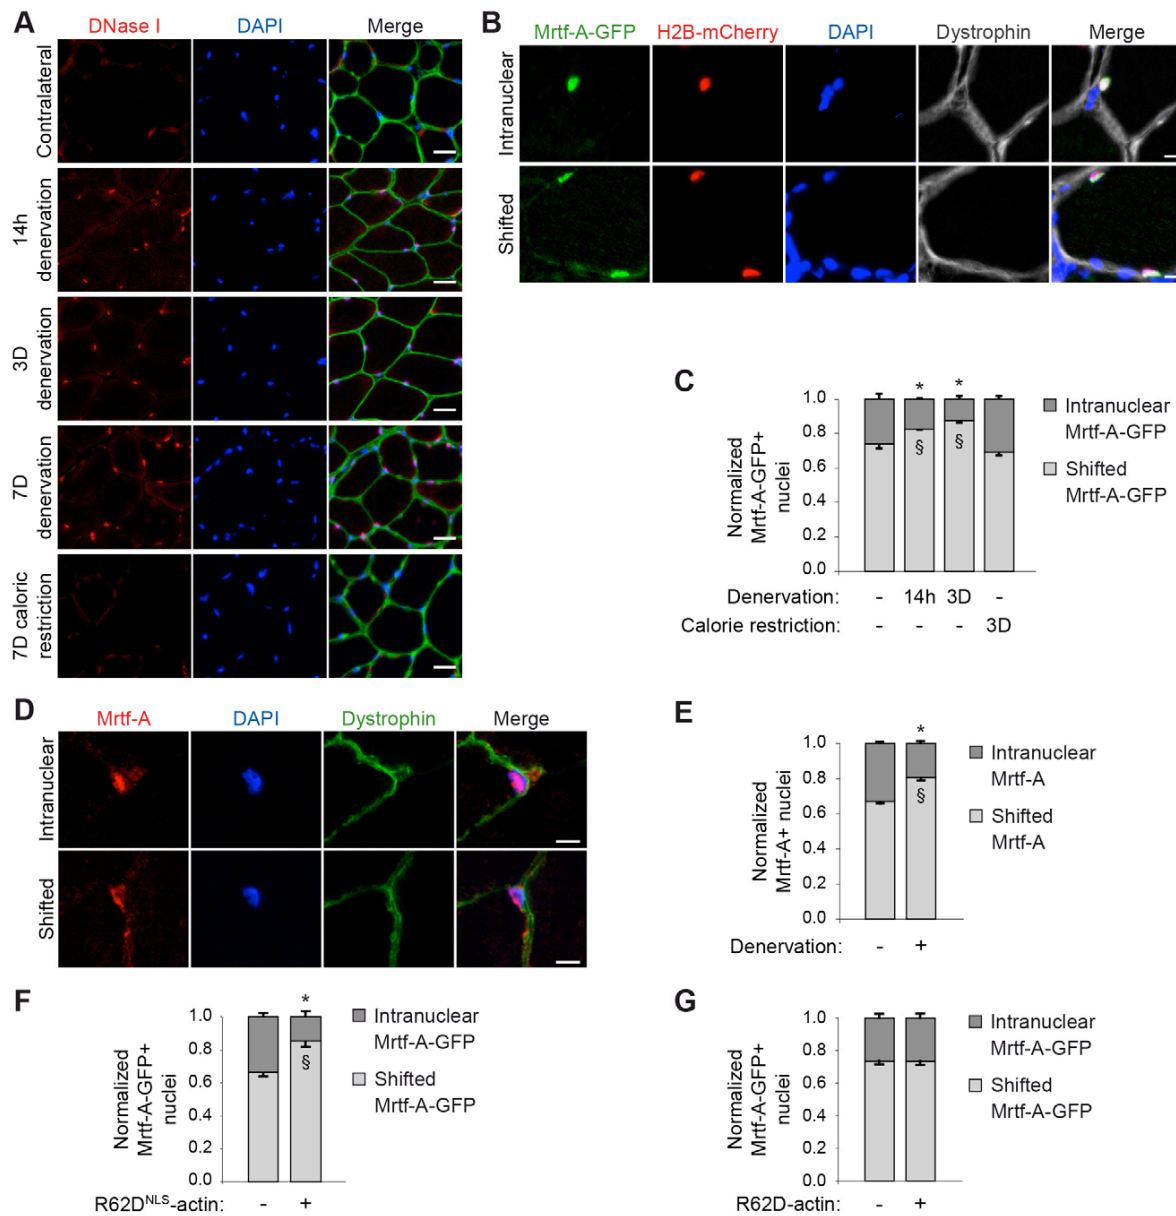 A
DNase I DAPI Merge
Contralateral
14h
denervation
3D
denervation
7D
denervation
7D caloric
restriction
B
Mrtf-A-GFP H2B-mCherry DAPI Dystrophin Merge
Intranuclear
Shifted
C
Normalized
Mrtf-A-GFP+
nuclei
1.0
0.8
0.6
0.4
0.2
0.0
* *
§ §
Intranuclear
Mrtf-A-GFP
Shifted
Mrtf-A-GFP
Denervation: - 14h 3D -
Calorie restriction: - - - 3D
D
Mrtf-A DAPI Dystrophin Merge
Intranuclear
Shifted
E
Normalized
Mrtf-A+ nuclei
1.0
0.8
0.6
0.4
0.2
0.0
*
§
Intranuclear
Mrtf-A
Shifted
Mrtf-A
Denervation: - +
F
Normalized
Mrtf-A-GFP+
nuclei
1.0
0.8
0.6
0.4
0.2
0.0
*
§
Intranuclear
Mrtf-A-GFP
Shifted
Mrtf-A-GFP
R62D^NLS-actin: - +
G
Normalized
Mrtf-A-GFP+
nuclei
1.0
0.8
0.6
0.4
0.2
0.0
Intranuclear
Mrtf-A-GFP
Shifted
Mrtf-A-GFP
R62D-actin: - +